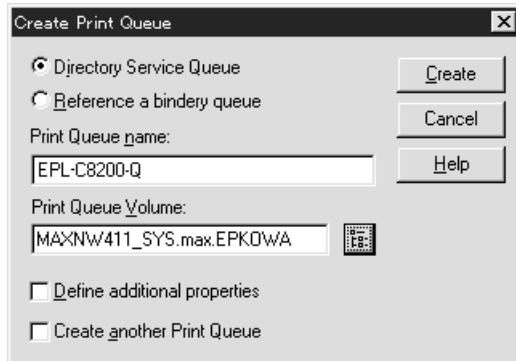 Create Print Queue
Directory Service Queue
Reference a bindery queue
Print Queue name:
EPL-C8200-Q
Print Queue Volume:
MAXNW411_SYS.max.EPKOWA
Define additional properties
Create another Print Queue
Create
Cancel
Help